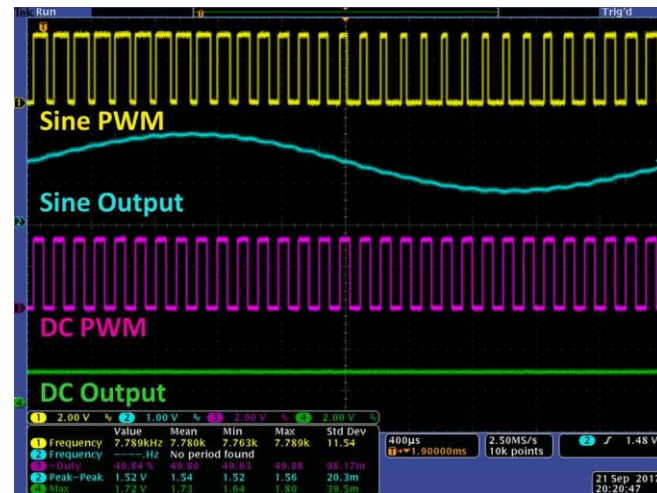 Tek Run Trig'd
T
1
Sine PWM
Sine Output
2
3
DC PWM
DC Output
4
1 2.00 V 2 1.00 V 3 2.00 V 4 2.00 V
Value Mean Min Max Std Dev
1 Frequency 7.789kHz 7.780k 7.763k 7.789k 11.54
2 Frequency ----.Hz No period found
3 +Duty 49.84 % 49.80 49.63 49.98 98.17m
2 Peak-Peak 1.52 V 1.54 1.52 1.56 20.3m
4 Max 1.72 V 1.73 1.64 1.80 39.5m
400µs
T→▼1.90000ms
2.50MS/s
10k points
2 ƒ 1.48 V
21 Sep 2017
20:20:47